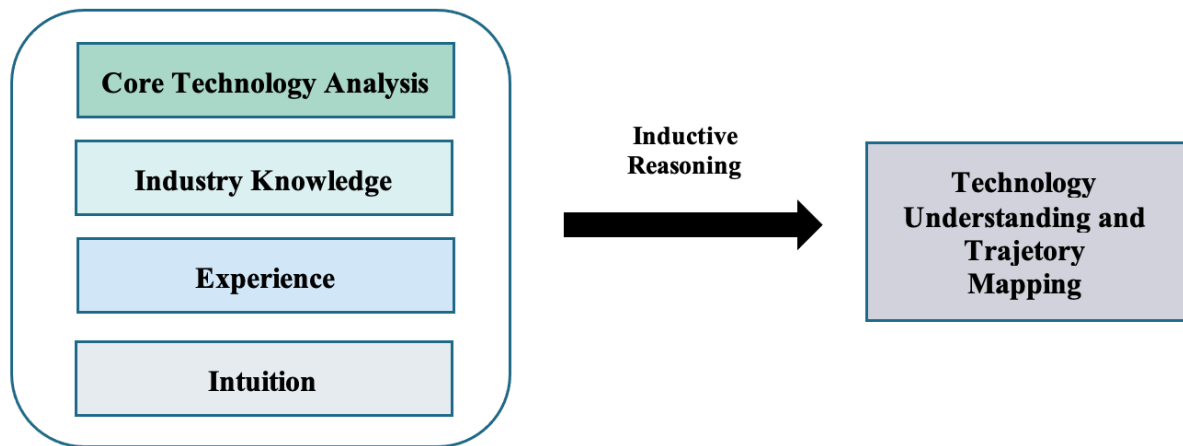 Core Technology Analysis
Industry Knowledge
Experience
Intuition
Inductive
Reasoning
Technology
Understanding and
Trajetory
Mapping